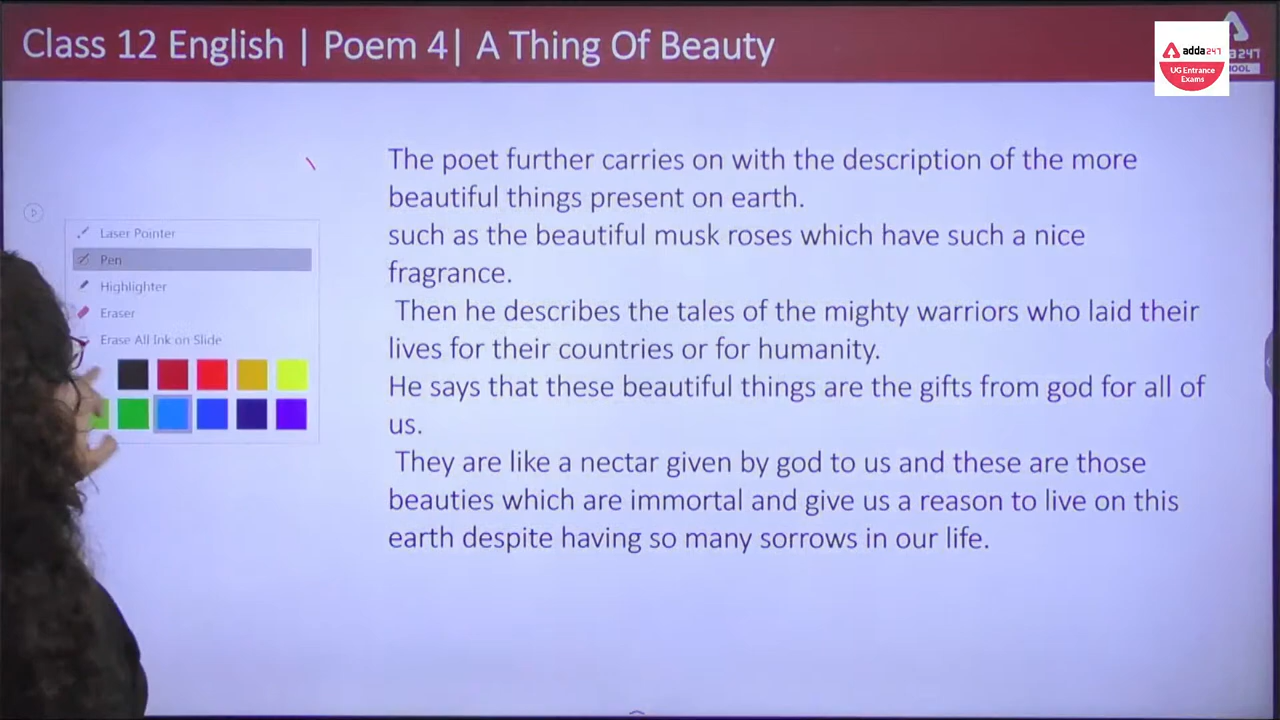 Class 12 English | Poem 4| A Thing Of Beauty
adda247
UG Entrance
Exams
The poet further carries on with the description of the more
beautiful things present on earth.
such as the beautiful musk roses which have such a nice
fragrance.
Then he describes the tales of the mighty warriors who laid their
lives for their countries or for humanity.
He says that these beautiful things are the gifts from god for all of
us.
They are like a nectar given by god to us and these are those
beauties which are immortal and give us a reason to live on this
earth despite having so many sorrows in our life.
Laser Pointer
Pen
Highlighter
Eraser
Erase All Ink on Slide